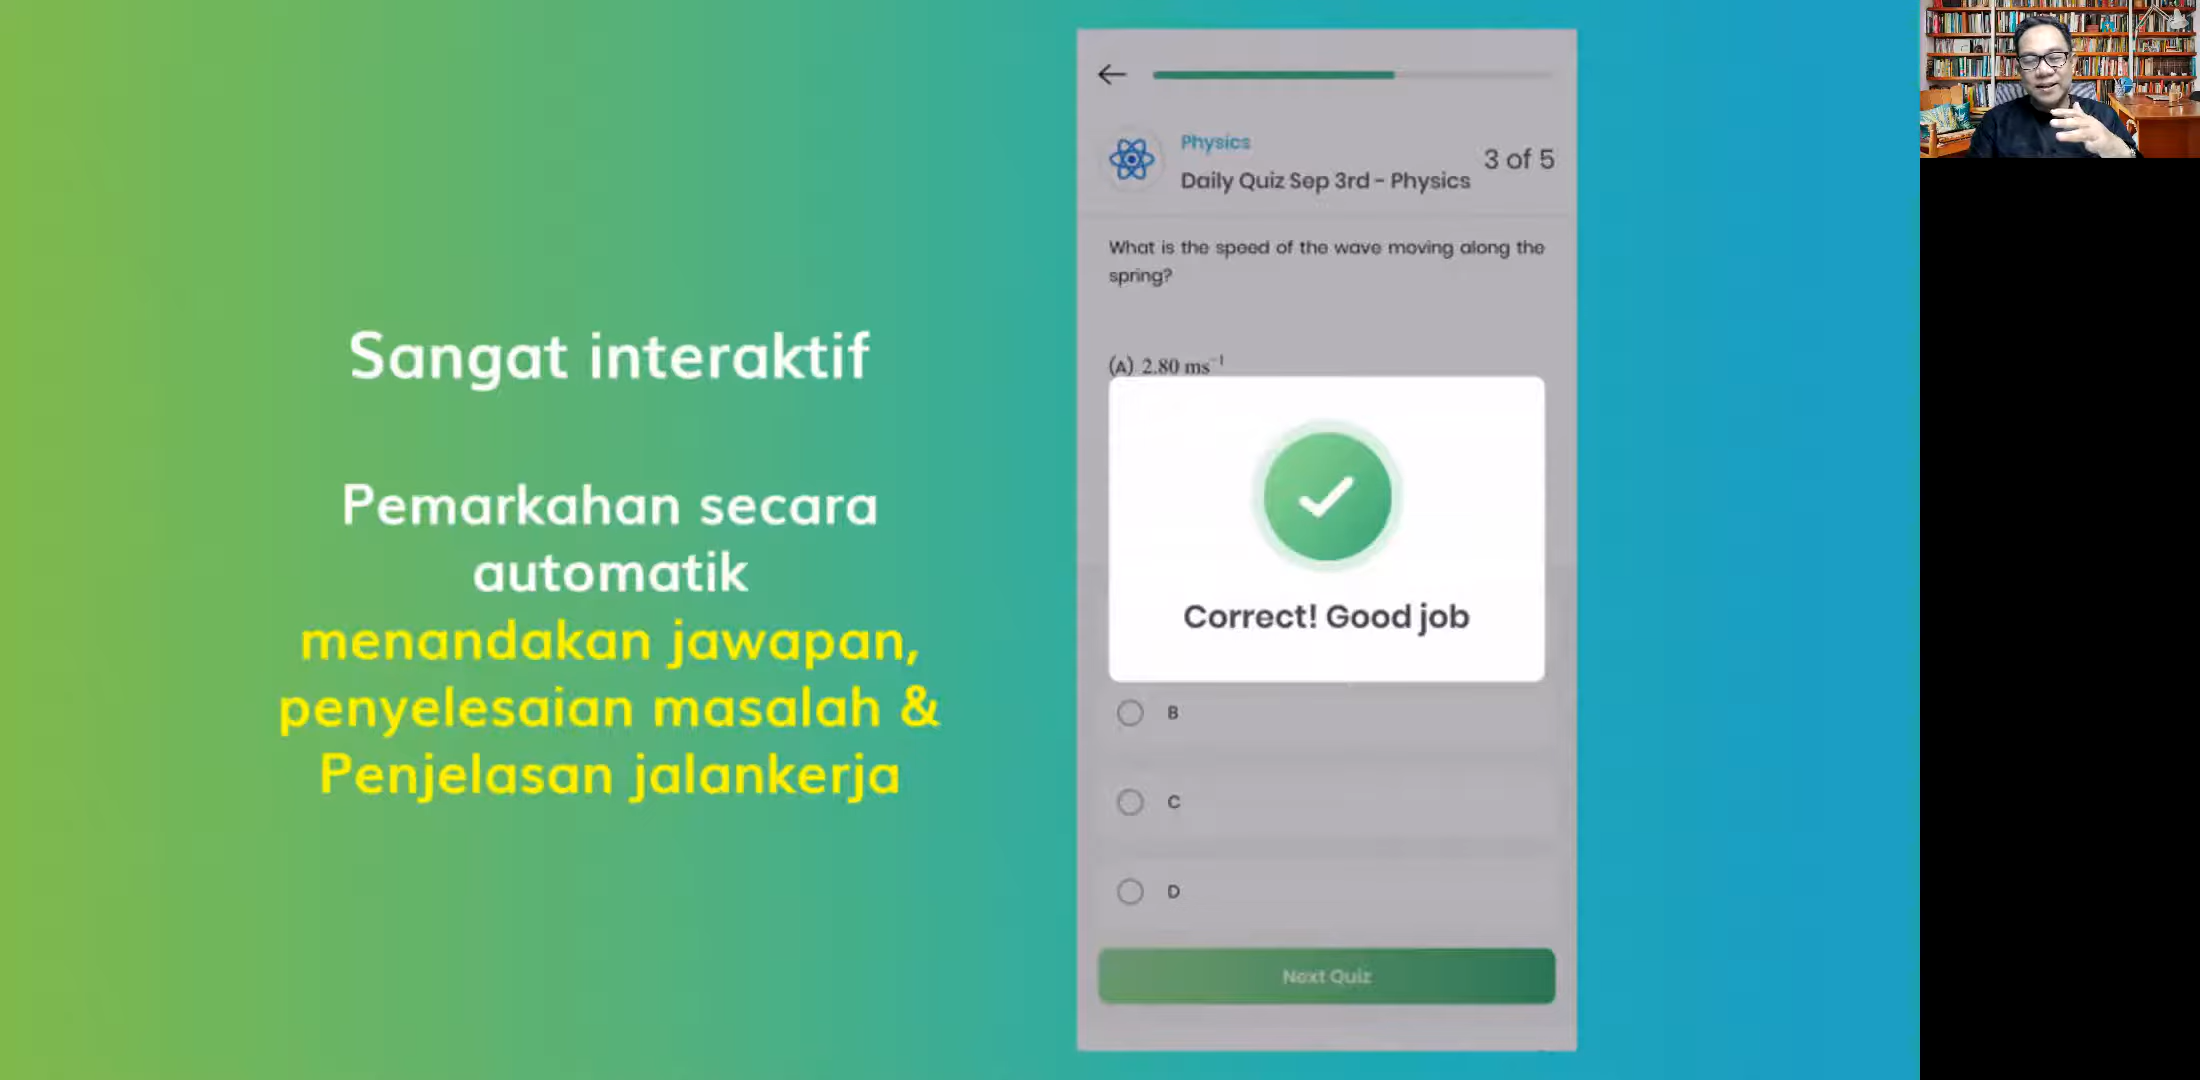 Sangat interaktif
Pemarkahan secara
automatik
menandakan jawapan,
penyelesaian masalah &
Penjelasan jalankerja
Physics
Daily Quiz Sep 3rd - Physics
3 of 5
What is the speed of the wave moving along the
spring?
(A) 2.80 ms⁻¹
Correct! Good job
B
C
D
Next Quiz